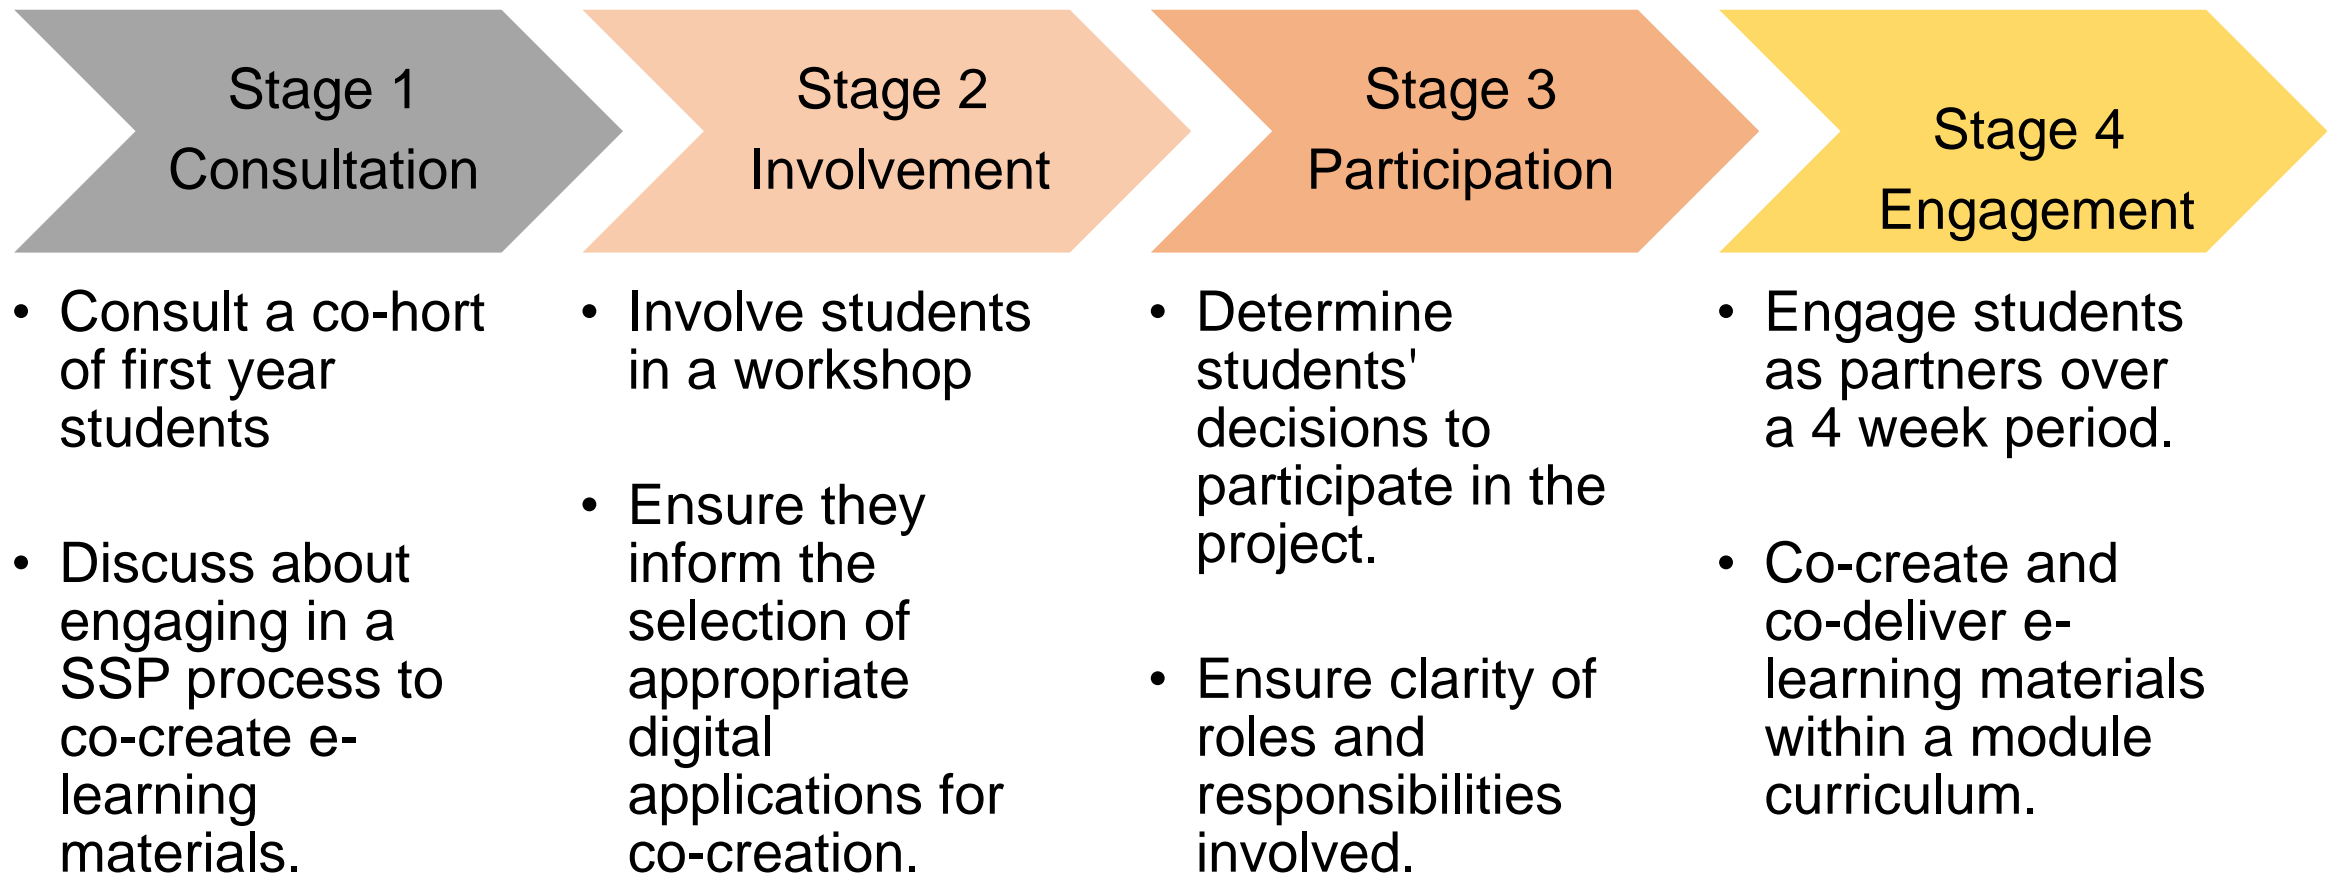 Stage 1
Consultation
• Consult a co-hort
of first year
students
• Discuss about
engaging in a
SSP process to
co-create e-
learning
materials.
Stage 2
Involvement
• Involve students
in a workshop
• Ensure they
inform the
selection of
appropriate
digital
applications for
co-creation.
Stage 3
Participation
• Determine
students'
decisions to
participate in the
project.
• Ensure clarity of
roles and
responsibilities
involved.
Stage 4
Engagement
• Engage students
as partners over
a 4 week period.
• Co-create and
co-deliver e-
learning materials
within a module
curriculum.